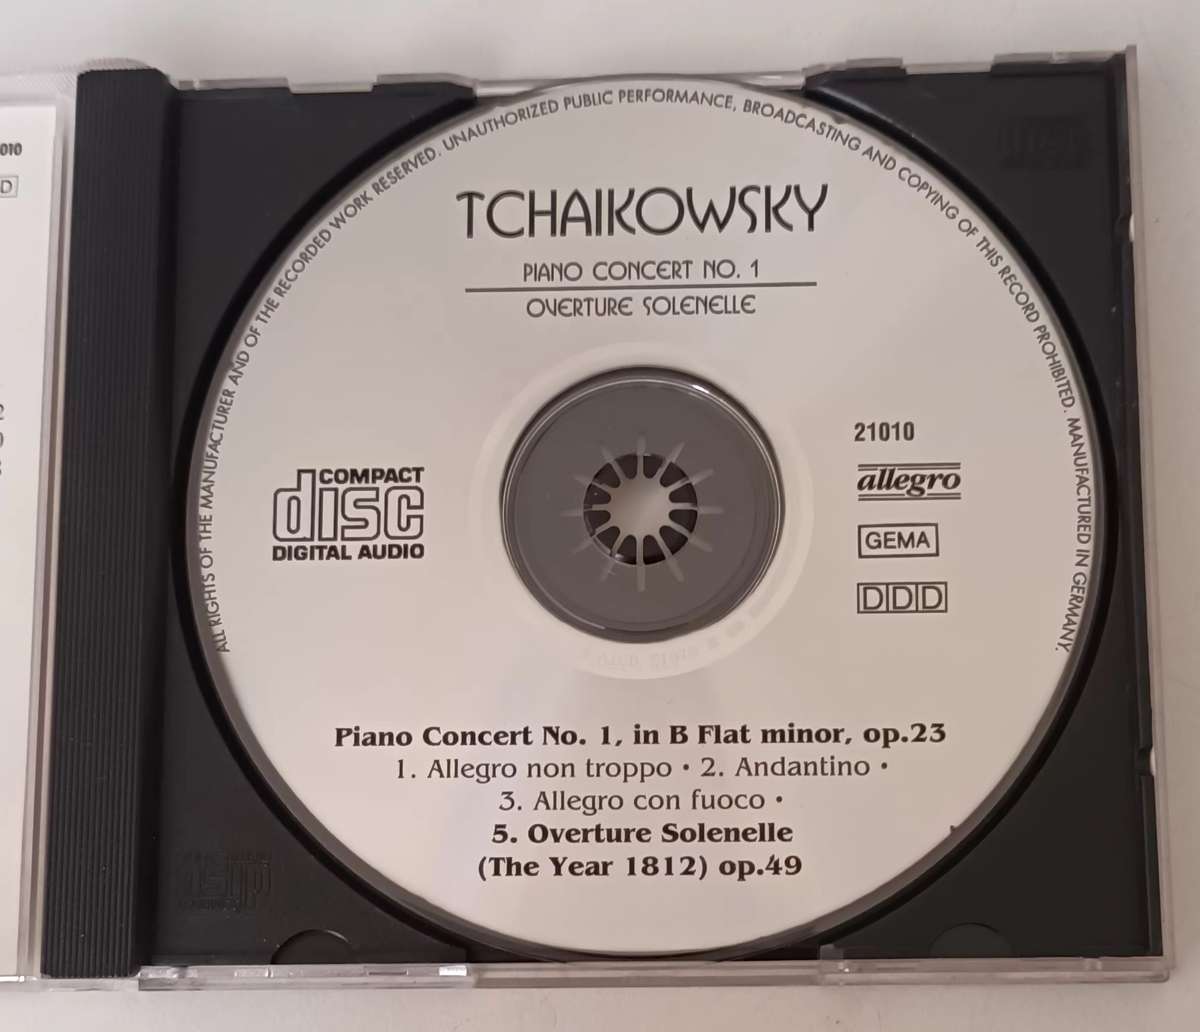 ALL RIGHTS OF THE MANUFACTURER AND OF THE RECORDED WORK RESERVED. UNAUTHORIZED PUBLIC PERFORMANCE, BROADCASTING AND COPYING OF THIS RECORD PROHIBITED. MANUFACTURED IN GERMANY.
TCHAIKOWSKY
PIANO CONCERT NO. 1
OVERTURE SOLENELLE
010
D
COMPACT
disc
DIGITAL AUDIO
21010
allegro
GEMA
DDD
Piano Concert No. 1, in B Flat minor, op.23
1. Allegro non troppo • 2. Andantino •
3. Allegro con fuoco •
5. Overture Solenelle
(The Year 1812) op.49